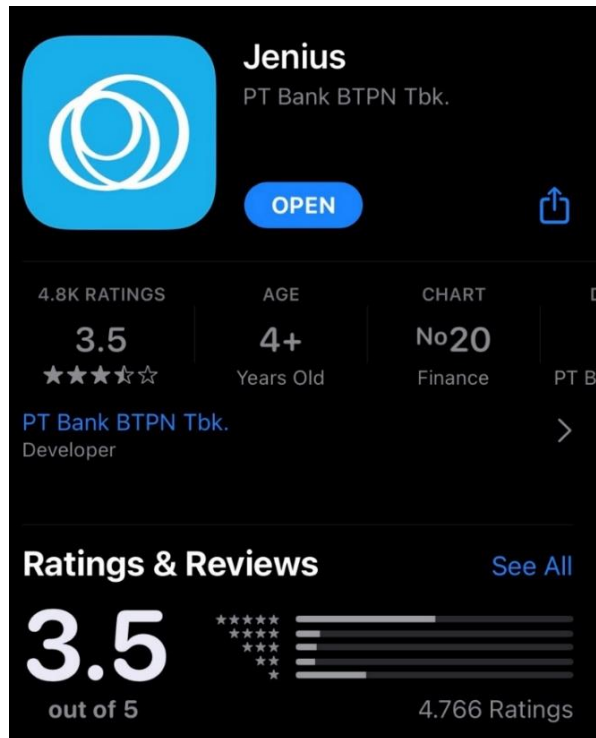 Jenius
PT Bank BTPN Tbk.
OPEN
4.8K RATINGS
3.5
AGE
4+
Years Old
CHART
No20
Finance
PT B
PT Bank BTPN Tbk.
Developer
Ratings & Reviews
See All
3.5
out of 5
4.766 Ratings